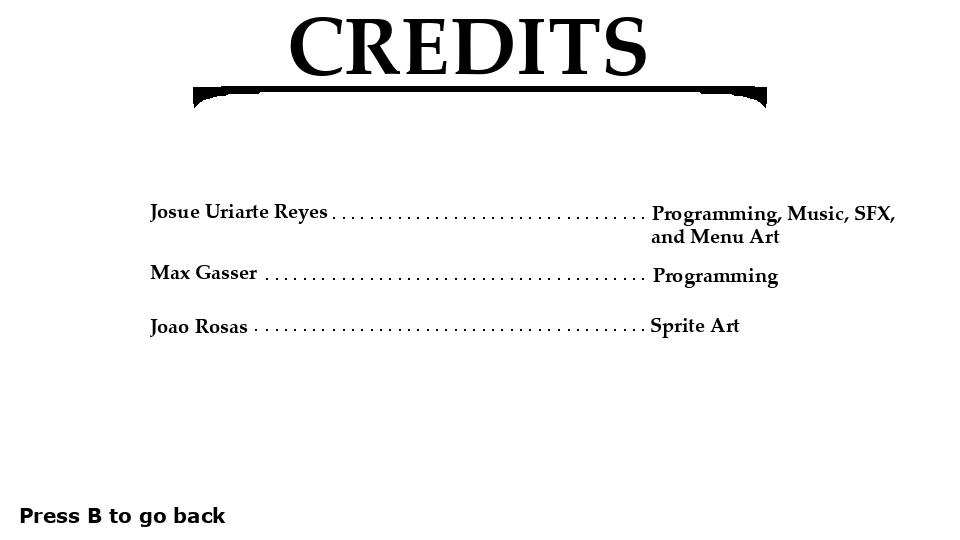 CREDITS
Josue Uriarte Reyes . . . . . . . . . . . . . . . . . . . . . . . . . . . . . . . . . Programming, Music, SFX,
and Menu Art
Max Gasser . . . . . . . . . . . . . . . . . . . . . . . . . . . . . . . . . . . . . . . . Programming
Joao Rosas . . . . . . . . . . . . . . . . . . . . . . . . . . . . . . . . . . . . . . . . . Sprite Art
Press B to go back